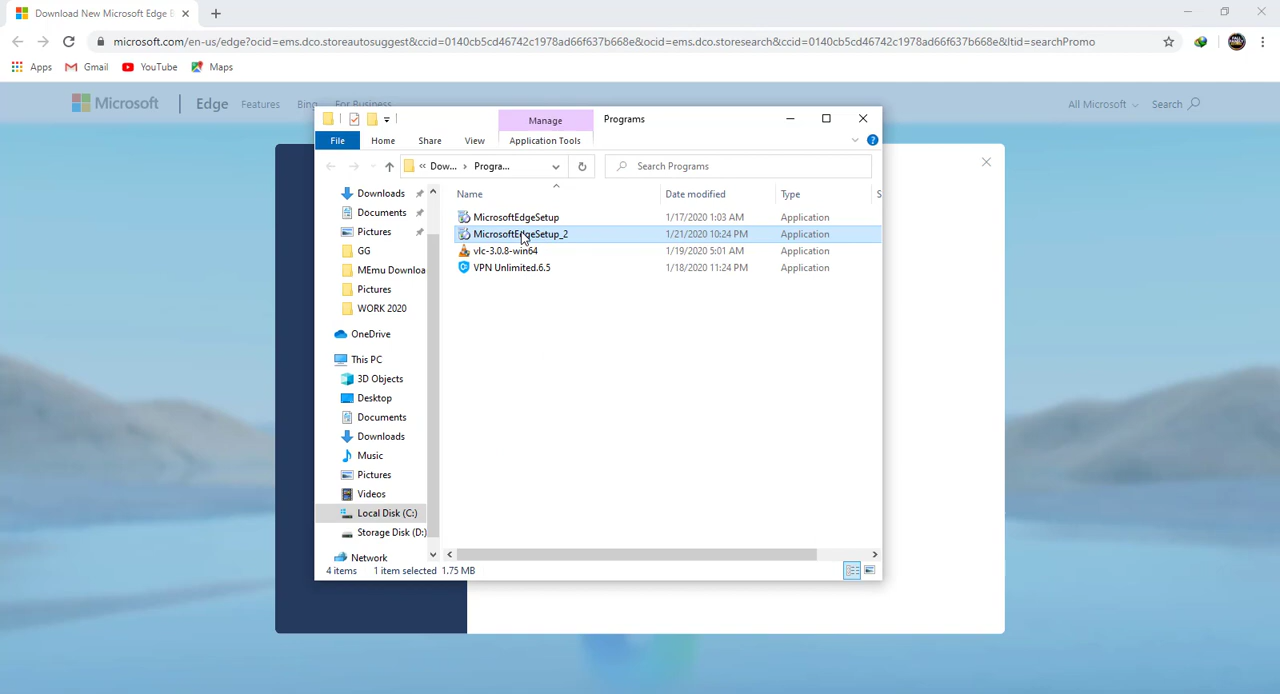 Download New Microsoft Edge B
microsoft.com/en-us/edge?ocid=ems.dco.storeautosuggest&ccid=0140cb5cd46742c1978ad66f637b668e&ocid=ems.dco.storesearch&ccid=0140cb5cd46742c1978ad66f637b668e&ltid=searchPromo
Apps Gmail YouTube Maps
Microsoft | Edge Features Bing For Business All Microsoft Search
Manage Programs
File Home Share View Application Tools
« Dow... › Progra... Search Programs
Name Date modified Type S
MicrosoftEdgeSetup 1/17/2020 1:03 AM Application
MicrosoftEdgeSetup_2 1/21/2020 10:24 PM Application
vlc-3.0.8-win64 1/19/2020 5:01 AM Application
VPN Unlimited.6.5 1/18/2020 11:24 PM Application
Downloads
Documents
Pictures
GG
MEmu Downloa
Pictures
WORK 2020
OneDrive
This PC
3D Objects
Desktop
Documents
Downloads
Music
Pictures
Videos
Local Disk (C:)
Storage Disk (D:)
Network
4 items 1 item selected 1.75 MB